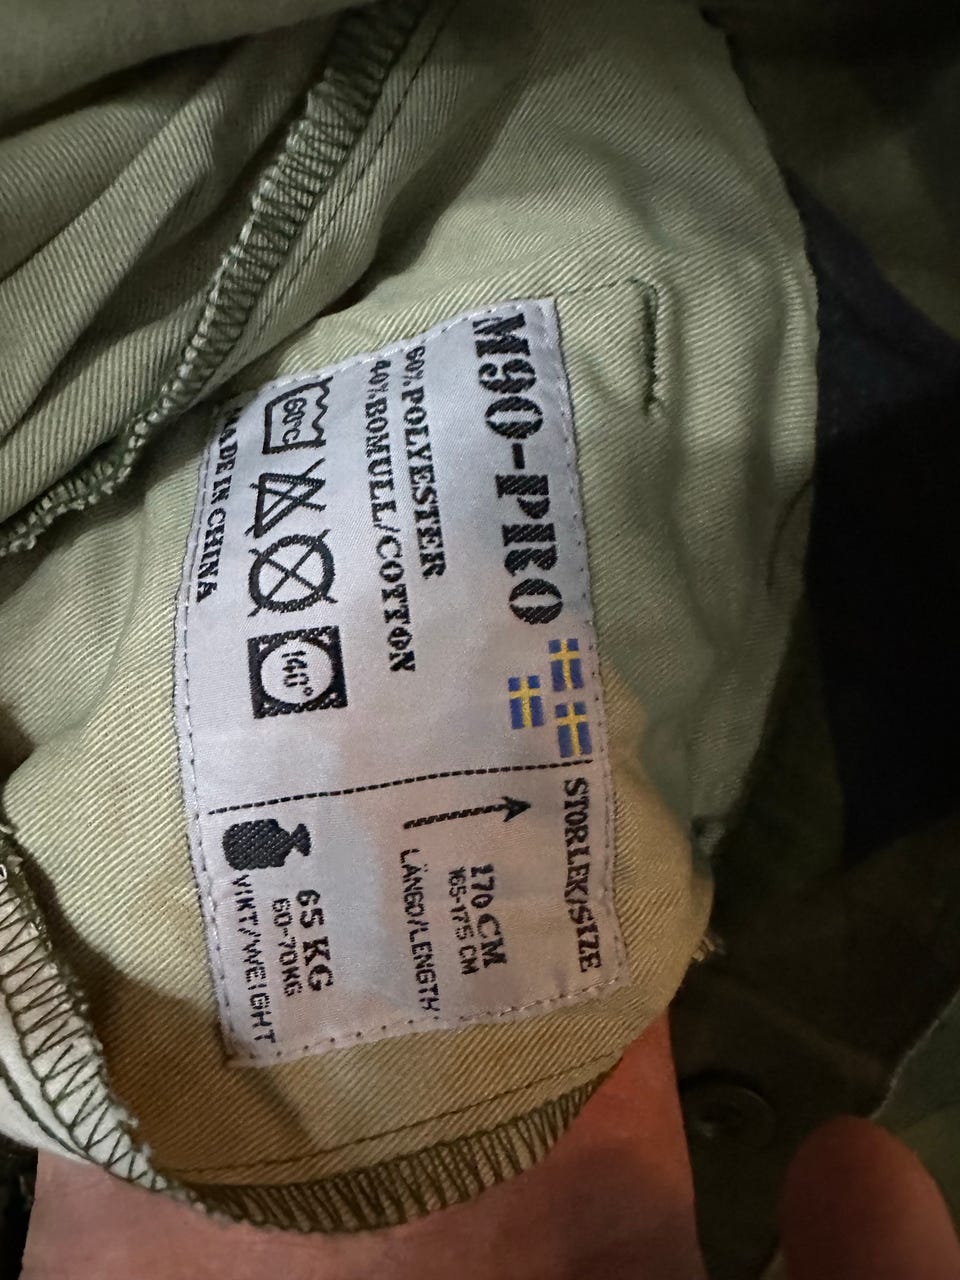 M90-PRO
60% POLYESTER
40% BOMULL/COTTON
60°C
140°
MADE IN CHINA
STORLEK/SIZE
170 CM
165-175 CM
LÄNGD/LENGTH
65 KG
60-70KG
VIKT/WEIGHT